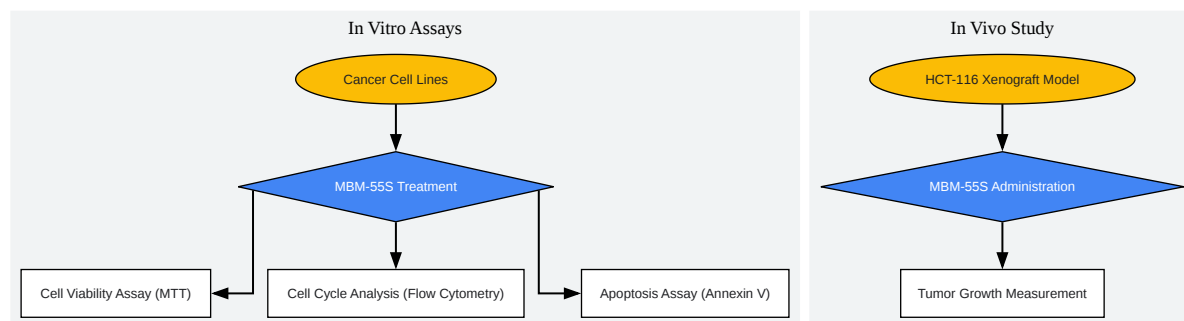 In Vitro Assays
Cancer Cell Lines
MBM-55S Treatment
Cell Viability Assay (MTT)
Cell Cycle Analysis (Flow Cytometry)
Apoptosis Assay (Annexin V)
In Vivo Study
HCT-116 Xenograft Model
MBM-55S Administration
Tumor Growth Measurement